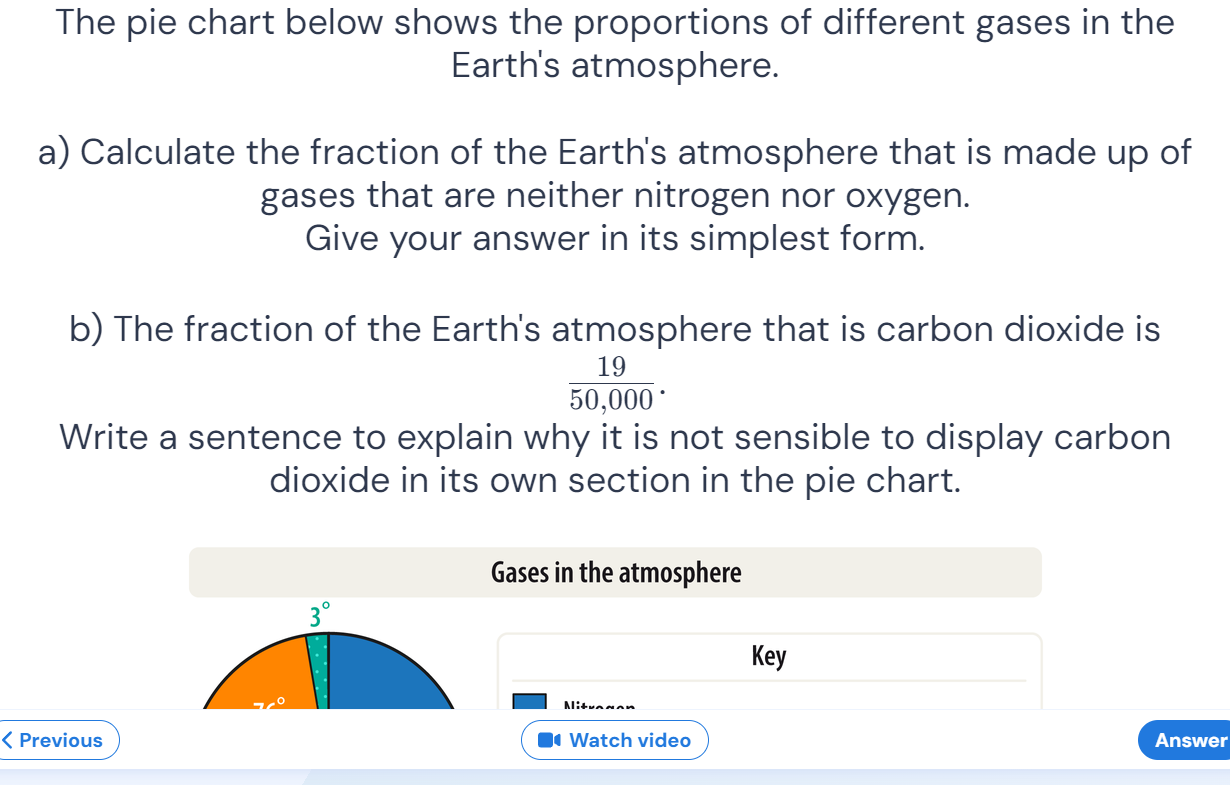 The pie chart below shows the proportions of different gases in the
Earth's atmosphere.
a) Calculate the fraction of the Earth's atmosphere that is made up of
gases that are neither nitrogen nor oxygen.
Give your answer in its simplest form.
b) The fraction of the Earth's atmosphere that is carbon dioxide is
19
50,000 .
Write a sentence to explain why it is not sensible to display carbon
dioxide in its own section in the pie chart.
Gases in the atmosphere
3°
Key
76°
Nitrogen
Previous
Watch video
Answer